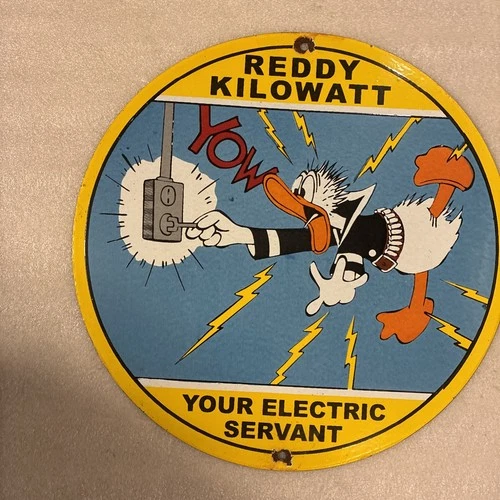 REDDY
KILOWATT
YOW
YOUR ELECTRIC
SERVANT